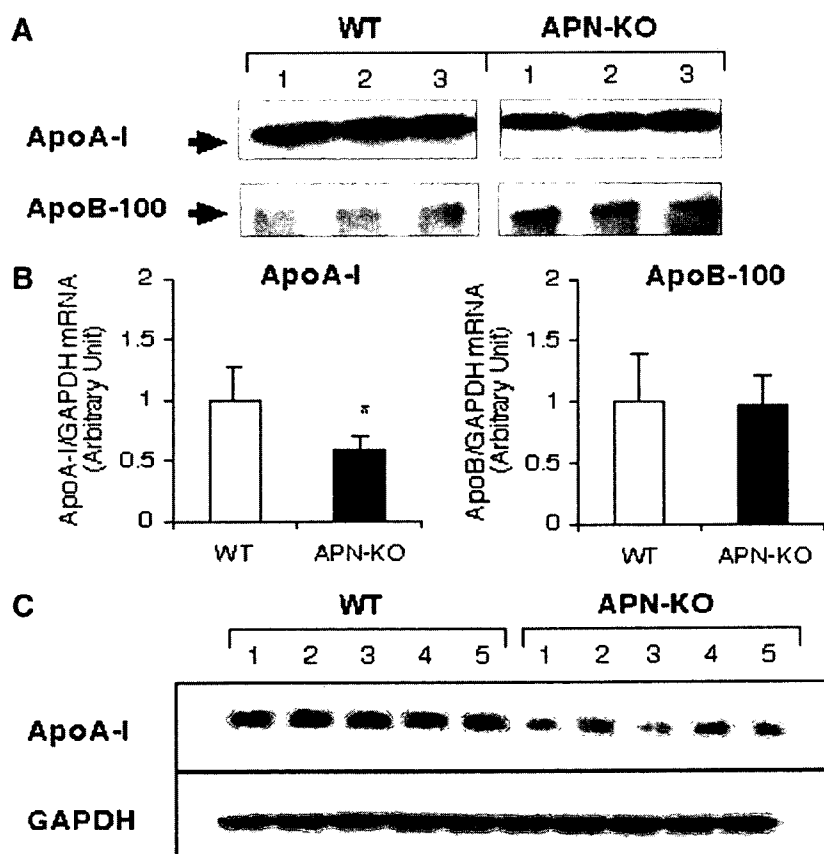 A
WT APN-KO
1 2 3 1 2 3
ApoA-I
ApoB-100
B
ApoA-I
ApoA-I/GAPDH mRNA
(Arbitrary Unit)
2
1.5
1
0.5
0
*
WT APN-KO
ApoB-100
ApoB/GAPDH mRNA
(Arbitrary Unit)
2
1.5
1
0.5
0
WT APN-KO
C
WT APN-KO
1 2 3 4 5 1 2 3 4 5
ApoA-I
GAPDH